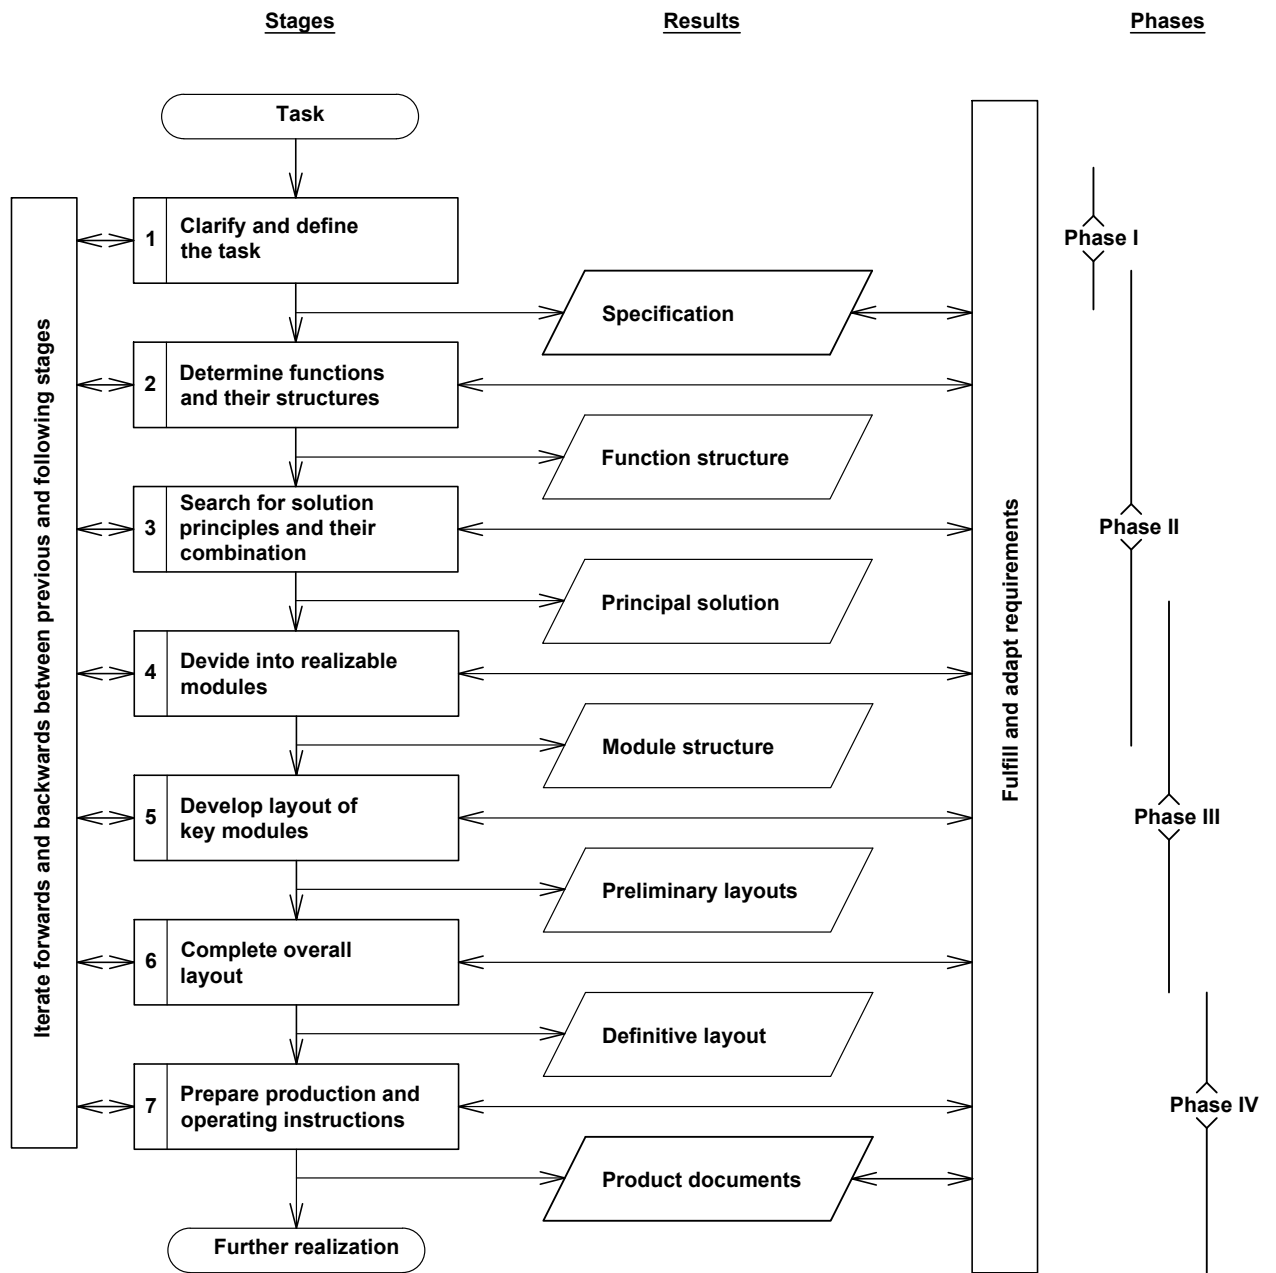 Stages
Results
Phases
Task
Iterate forwards and backwards between previous and following stages
1
Clarify and define
the task
Specification
2
Determine functions
and their structures
Function structure
3
Search for solution
principles and their
combination
Principal solution
4
Devide into realizable
modules
Module structure
5
Develop layout of
key modules
Preliminary layouts
6
Complete overall
layout
Definitive layout
7
Prepare production and
operating instructions
Product documents
Further realization
Fulfill and adapt requirements
Phase I
Phase II
Phase III
Phase IV